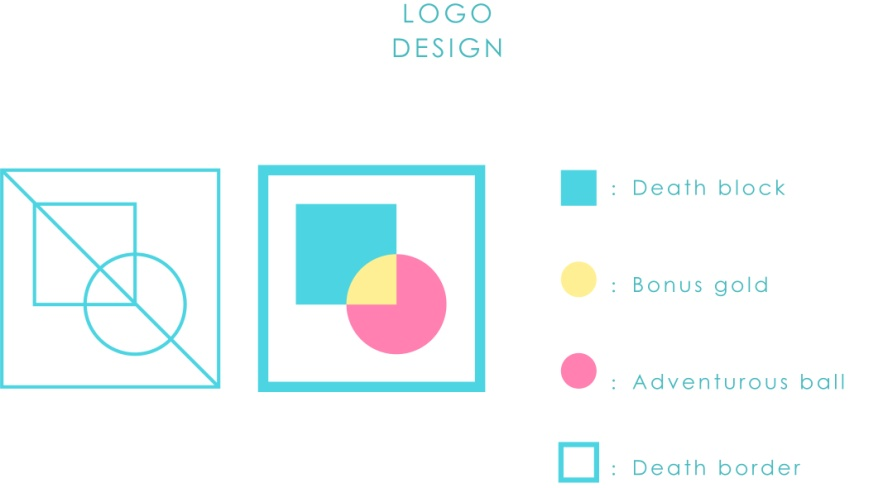 LOGO
DESIGN
: Death block
: Bonus gold
: Adventurous ball
: Death border